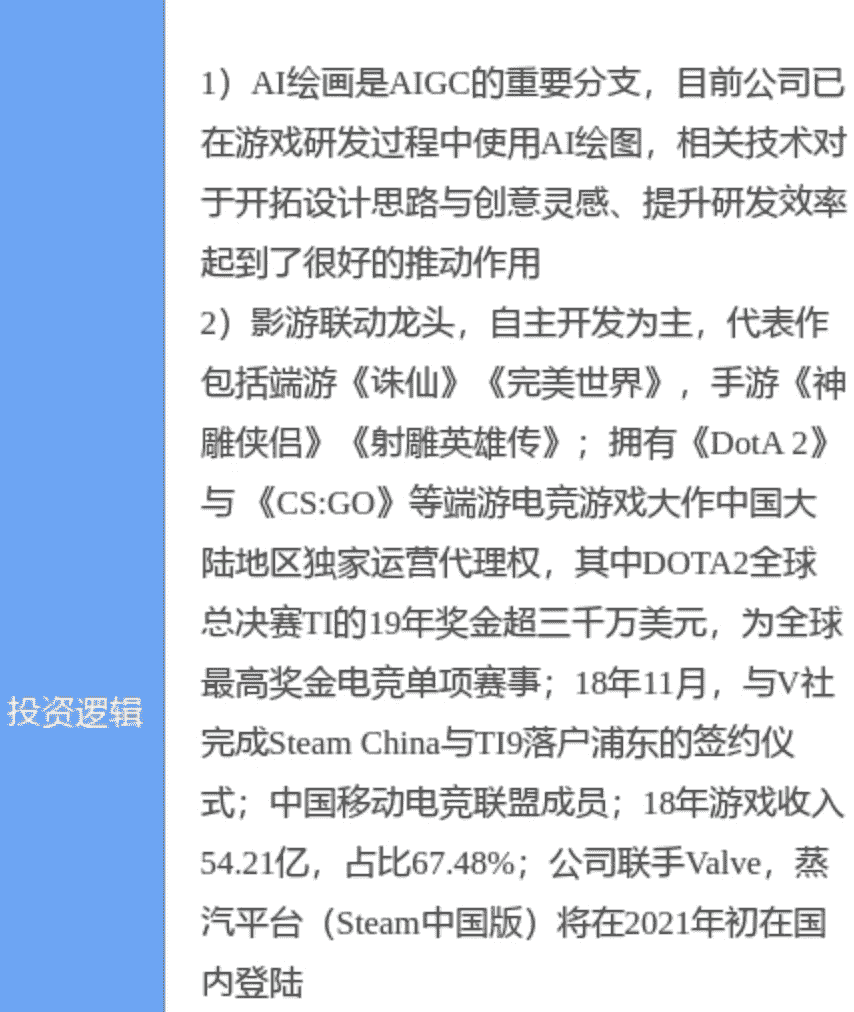 投资逻辑
1）AI绘画是AIGC的重要分支，目前公司已
在游戏研发过程中使用AI绘图，相关技术对
于开拓设计思路与创意灵感、提升研发效率
起到了很好的推动作用
2）影游联动龙头，自主开发为主，代表作
包括端游《诛仙》《完美世界》，手游《神
雕侠侣》《射雕英雄传》；拥有《DotA 2》
与 《CS:GO》等端游电竞游戏大作中国大
陆地区独家运营代理权，其中DOTA2全球
总决赛TI的19年奖金超三千万美元，为全球
最高奖金电竞单项赛事；18年11月，与V社
完成Steam China与TI9落户浦东的签约仪
式；中国移动电竞联盟成员；18年游戏收入
54.21亿，占比67.48%；公司联手Valve，蒸
汽平台（Steam中国版）将在2021年初在国
内登陆